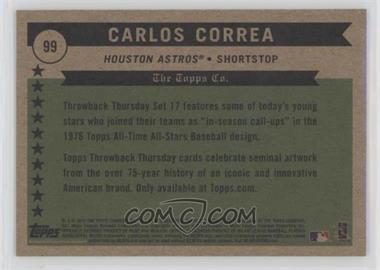 99
CARLOS CORREA
HOUSTON ASTROS® • SHORTSTOP
The Topps Co.
Throwback Thursday Set 17 features some of today's young
stars who joined their teams as "in-season call-ups" in the
1976 Topps All-Time All-Stars Baseball design.
Topps Throwback Thursday cards celebrate seminal artwork
from the over 75-year history of an iconic and innovative
American brand. Only available at Topps.com.
Topps